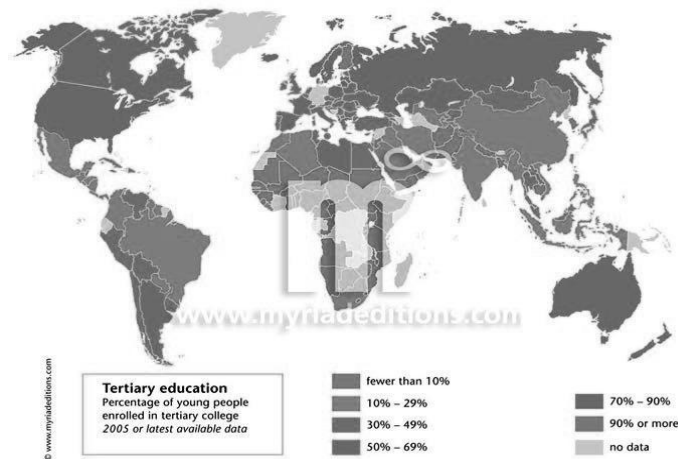 m
www.myriadeditions.com
© www.myriadeditions.com
Tertiary education
Percentage of young people
enrolled in tertiary college
2005 or latest available data
fewer than 10%
10% – 29%
30% – 49%
50% – 69%
70% – 90%
90% or more
no data